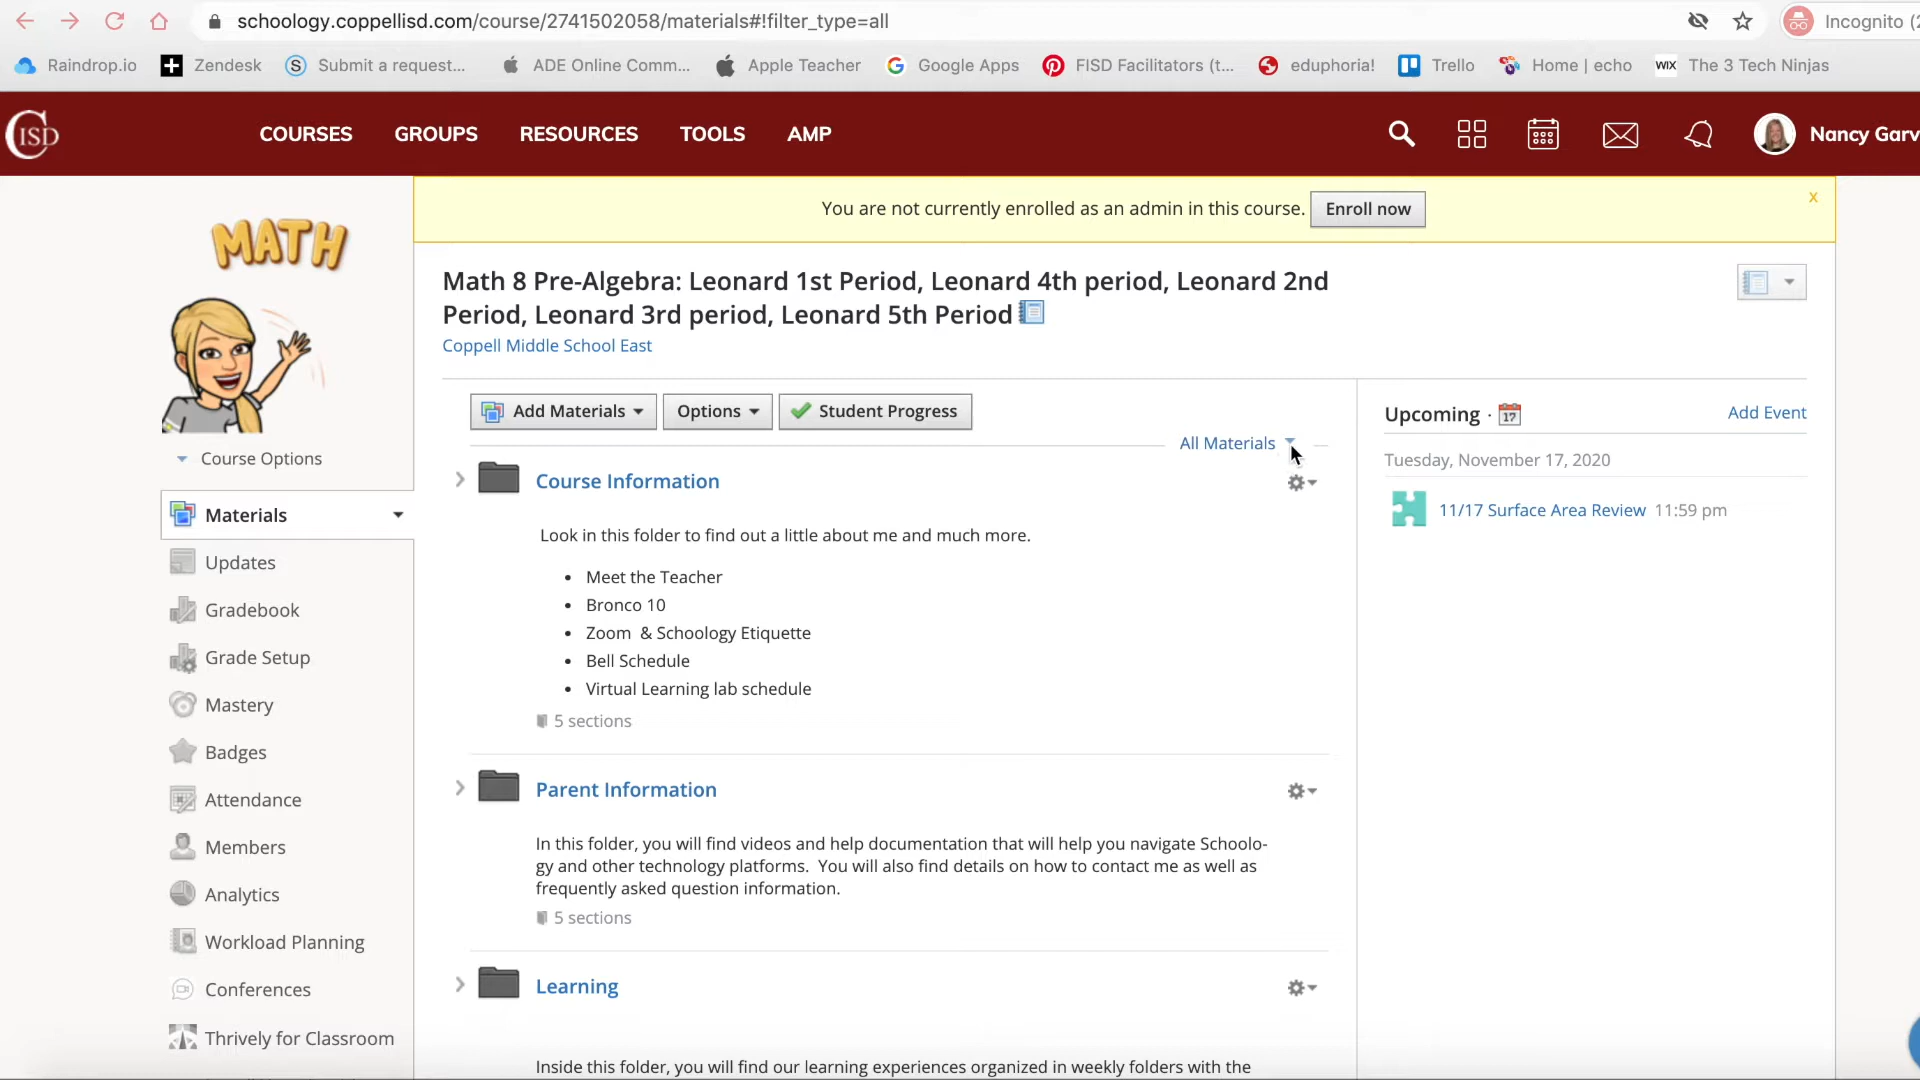 schoology.coppellisd.com/course/2741502058/materials#!filter_type=all
Incognito (2
Raindrop.io
Zendesk
Submit a request...
ADE Online Comm...
Apple Teacher
Google Apps
FISD Facilitators (t...
eduphoria!
Trello
Home | echo
WIX
The 3 Tech Ninjas
CISD
COURSES
GROUPS
RESOURCES
TOOLS
AMP
Nancy Garv
You are not currently enrolled as an admin in this course.
Enroll now
x
MATH
Math 8 Pre-Algebra: Leonard 1st Period, Leonard 4th period, Leonard 2nd
Period, Leonard 3rd period, Leonard 5th Period
Coppell Middle School East
Course Options
Materials
Updates
Gradebook
Grade Setup
Mastery
Badges
Attendance
Members
Analytics
Workload Planning
Conferences
Thrively for Classroom
Add Materials
Options
Student Progress
All Materials
Course Information
Look in this folder to find out a little about me and much more.
• Meet the Teacher
• Bronco 10
• Zoom & Schoology Etiquette
• Bell Schedule
• Virtual Learning lab schedule
5 sections
Parent Information
In this folder, you will find videos and help documentation that will help you navigate Schoolo-
gy and other technology platforms. You will also find details on how to contact me as well as
frequently asked question information.
5 sections
Learning
Inside this folder, you will find our learning experiences organized in weekly folders with the
Upcoming ·
17
Add Event
Tuesday, November 17, 2020
11/17 Surface Area Review 11:59 pm